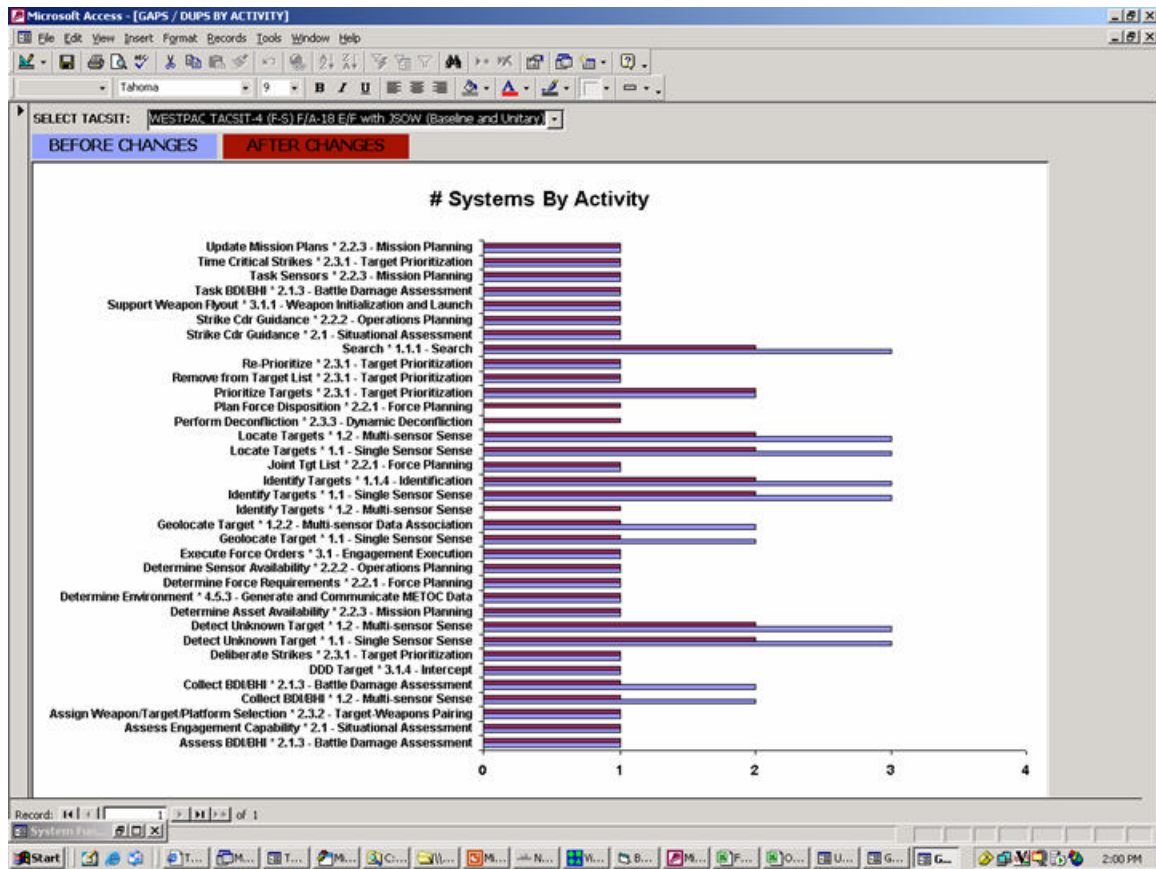 Microsoft Access - [GAPS / DUPS BY ACTIVITY]
File Edit View Insert Format Records Tools Window Help
Tahoma 9 B I U
SELECT TACSIT: WESTPAC TACSIT-4 (F-S) F/A-18 E/F with JSOW (Baseline and Unitary)
BEFORE CHANGES AFTER CHANGES
# Systems By Activity
Update Mission Plans * 2.2.3 - Mission Planning
Time Critical Strikes * 2.3.1 - Target Prioritization
Task Sensors * 2.2.3 - Mission Planning
Task BDI/BHI * 2.1.3 - Battle Damage Assessment
Support Weapon Flyout * 3.1.1 - Weapon Initialization and Launch
Strike Cdr Guidance * 2.2.2 - Operations Planning
Strike Cdr Guidance * 2.1 - Situational Assessment
Search * 1.1.1 - Search
Re-Prioritize * 2.3.1 - Target Prioritization
Remove from Target List * 2.3.1 - Target Prioritization
Prioritize Targets * 2.3.1 - Target Prioritization
Plan Force Disposition * 2.2.1 - Force Planning
Perform Deconfliction * 2.3.3 - Dynamic Deconfliction
Locate Targets * 1.2 - Multi-sensor Sense
Locate Targets * 1.1 - Single Sensor Sense
Joint Tgt List * 2.2.1 - Force Planning
Identify Targets * 1.1.4 - Identification
Identify Targets * 1.1 - Single Sensor Sense
Identify Targets * 1.2 - Multi-sensor Sense
Geolocate Target * 1.2.2 - Multi-sensor Data Association
Geolocate Target * 1.1 - Single Sensor Sense
Execute Force Orders * 3.1 - Engagement Execution
Determine Sensor Availability * 2.2.2 - Operations Planning
Determine Force Requirements * 2.2.1 - Force Planning
Determine Environment * 4.5.3 - Generate and Communicate METOC Data
Determine Asset Availability * 2.2.3 - Mission Planning
Detect Unknown Target * 1.2 - Multi-sensor Sense
Detect Unknown Target * 1.1 - Single Sensor Sense
Deliberate Strikes * 2.3.1 - Target Prioritization
DDD Target * 3.1.4 - Intercept
Collect BDI/BHI * 2.1.3 - Battle Damage Assessment
Collect BDI/BHI * 1.2 - Multi-sensor Sense
Assign Weapon/Target/Platform Selection * 2.3.2 - Target-Weapons Pairing
Assess Engagement Capability * 2.1 - Situational Assessment
Assess BDI/BHI * 2.1.3 - Battle Damage Assessment
0 1 2 3 4
Record: 1 of 1
System Fun...
Start T... M... T... Mi... C... \\... M... N... W... B... M... F... O... U... G... G... 2:00 PM